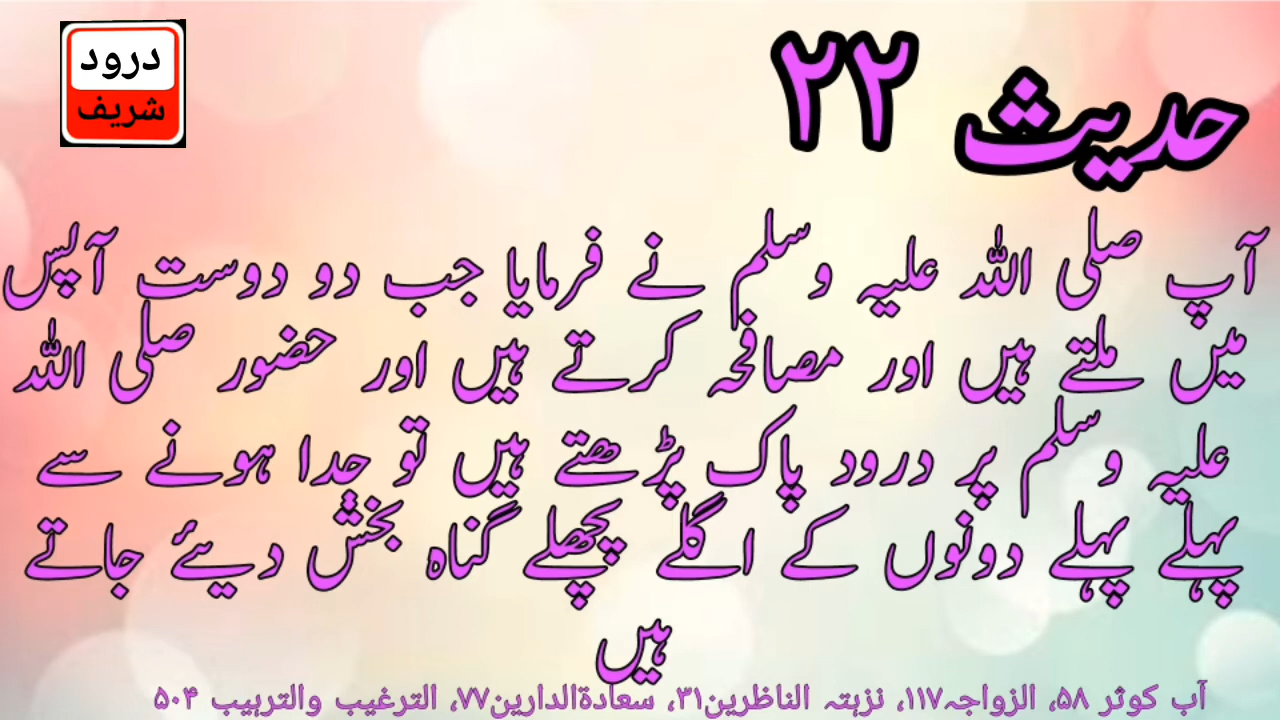 درود
شریف
حدیث ۲۲
آپ صلی اللہ علیہ وسلم نے فرمایا جب دو دوست آپس
میں ملتے ہیں اور مصافحہ کرتے ہیں اور حضور صلی اللہ
علیہ وسلم پر درود پاک پڑھتے ہیں تو جدا ہونے سے
پہلے پہلے دونوں کے اگلے پچھلے گناہ بخش دیئے جاتے
ہیں
آب کوثر ۵۸، الزواجہ۱۱۷، نزہتہ الناظرین۳۱، سعادۃالدارین۷۷، الترغیب والترہیب ۵۰۴